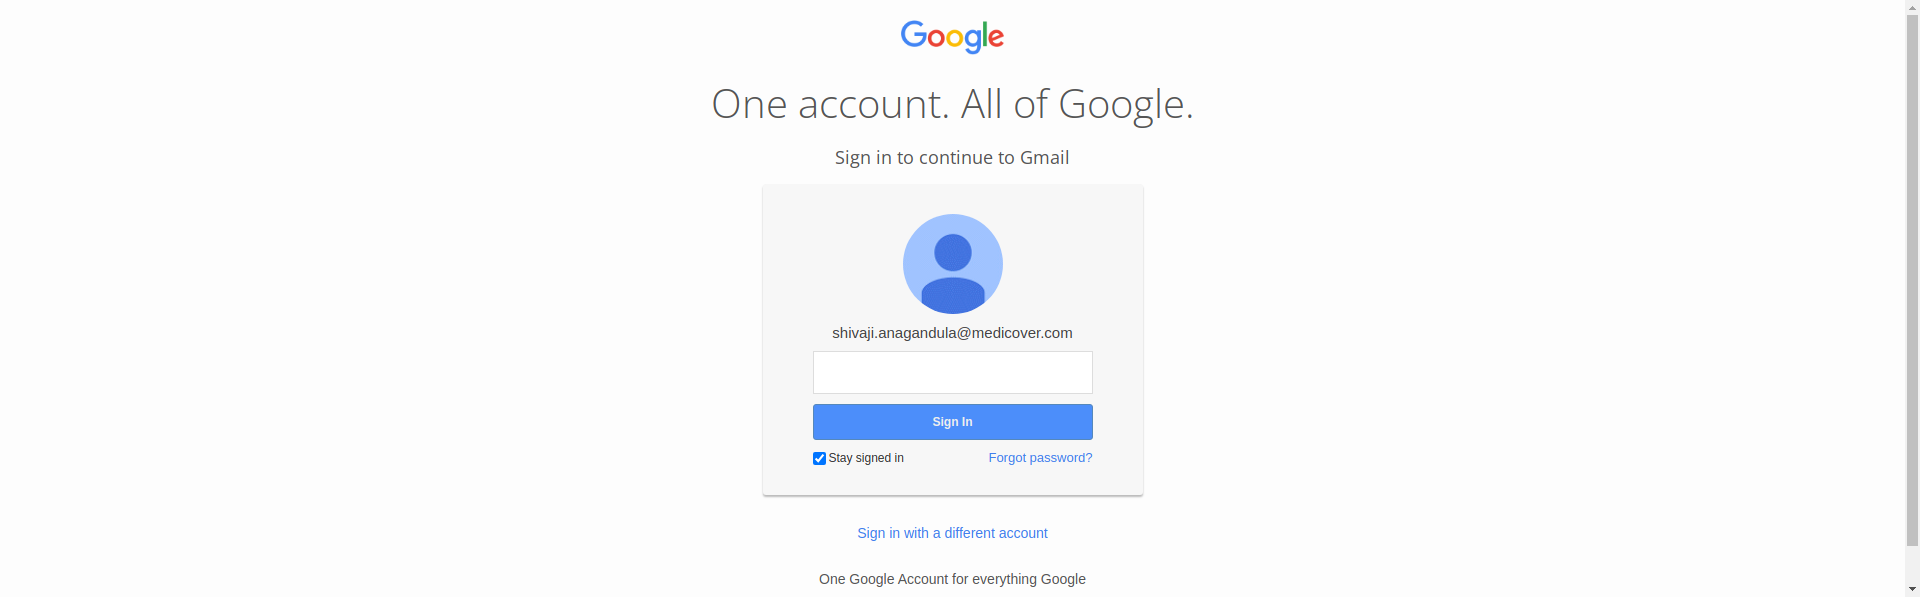 Google
One account. All of Google.
Sign in to continue to Gmail
shivaji.anagandula@medicover.com
Sign In
Stay signed in
Forgot password?
Sign in with a different account
One Google Account for everything Google